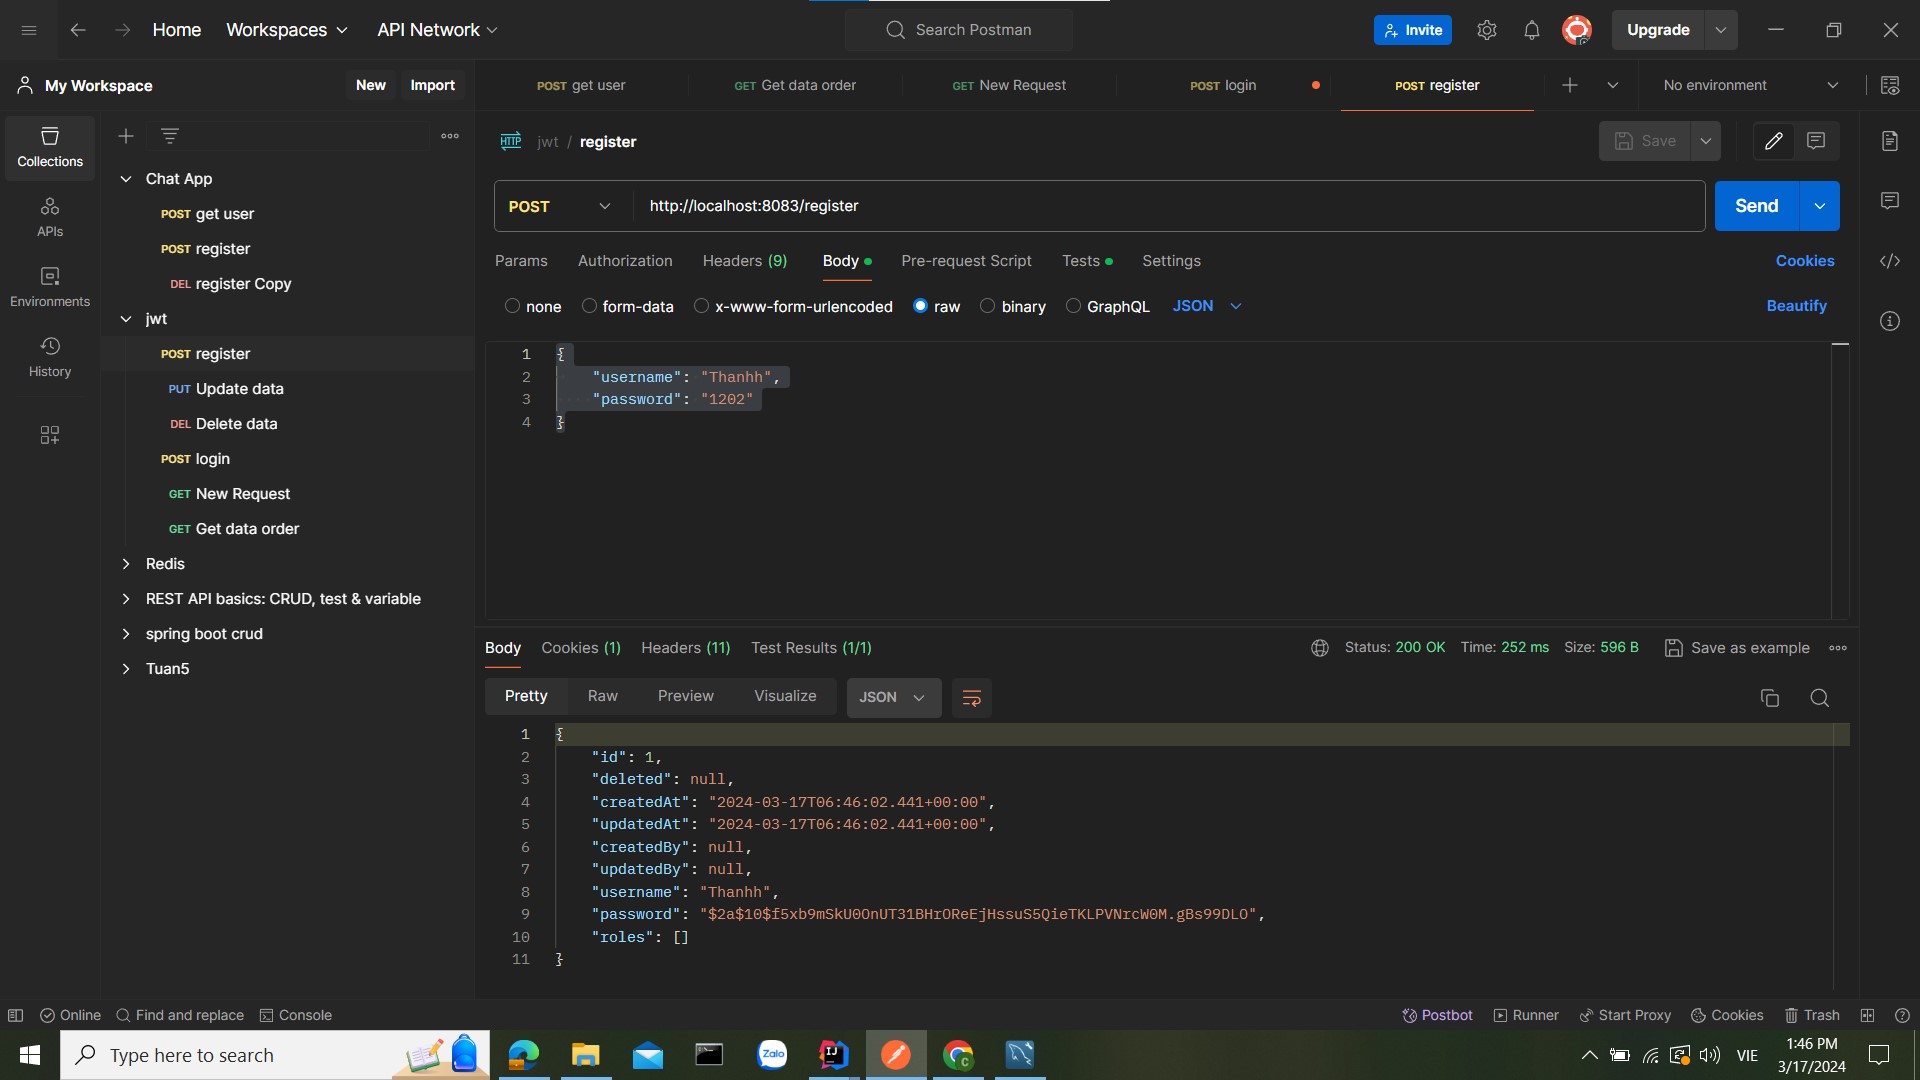 Home
Workspaces
API Network
Search Postman
Invite
Upgrade
My Workspace
New
Import
POST get user
GET Get data order
GET New Request
POST login
POST register
No environment
Collections
APIs
Environments
History
Chat App
POST get user
POST register
DEL register Copy
jwt
POST register
PUT Update data
DEL Delete data
POST login
GET New Request
GET Get data order
Redis
REST API basics: CRUD, test & variable
spring boot crud
Tuan5
HTTP jwt / register
Save
POST
http://localhost:8083/register
Send
Params
Authorization
Headers (9)
Body
Pre-request Script
Tests
Settings
Cookies
none
form-data
x-www-form-urlencoded
raw
binary
GraphQL
JSON
Beautify
1 {
2 "username": "Thanhh",
3 "password": "1202"
4 }
Body
Cookies (1)
Headers (11)
Test Results (1/1)
Status: 200 OK
Time: 252 ms
Size: 596 B
Save as example
Pretty
Raw
Preview
Visualize
JSON
1 {
2 "id": 1,
3 "deleted": null,
4 "createdAt": "2024-03-17T06:46:02.441+00:00",
5 "updatedAt": "2024-03-17T06:46:02.441+00:00",
6 "createdBy": null,
7 "updatedBy": null,
8 "username": "Thanhh",
9 "password": "$2a$10$f5xb9mSkU0OnUT31BHrOReEjHssuS5QieTKLPVNrcW0M.gBs99DLO",
10 "roles": []
11 }
Online
Find and replace
Console
Postbot
Runner
Start Proxy
Cookies
Trash
Type here to search
Zalo
VIE
1:46 PM
3/17/2024